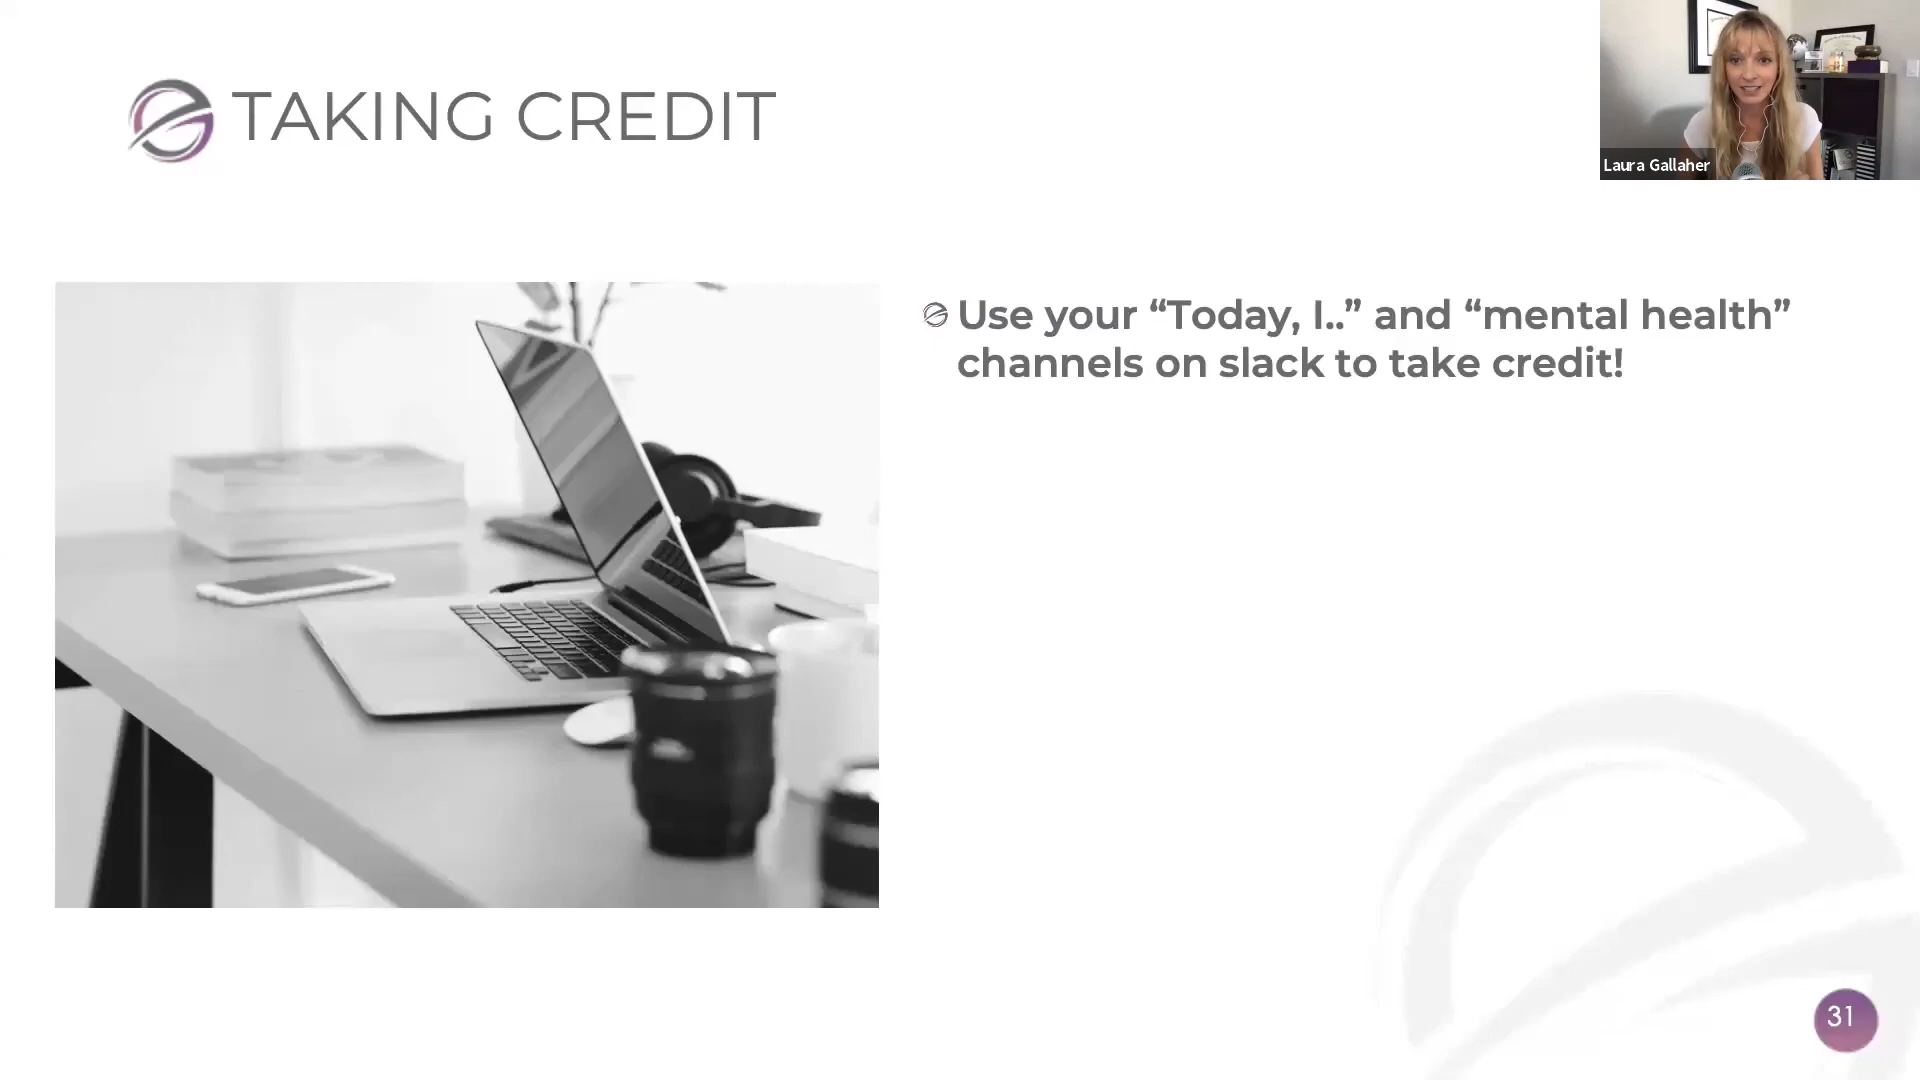 TAKING CREDIT
Laura Gallaher
Use your “Today, I..” and “mental health”
channels on slack to take credit!
31